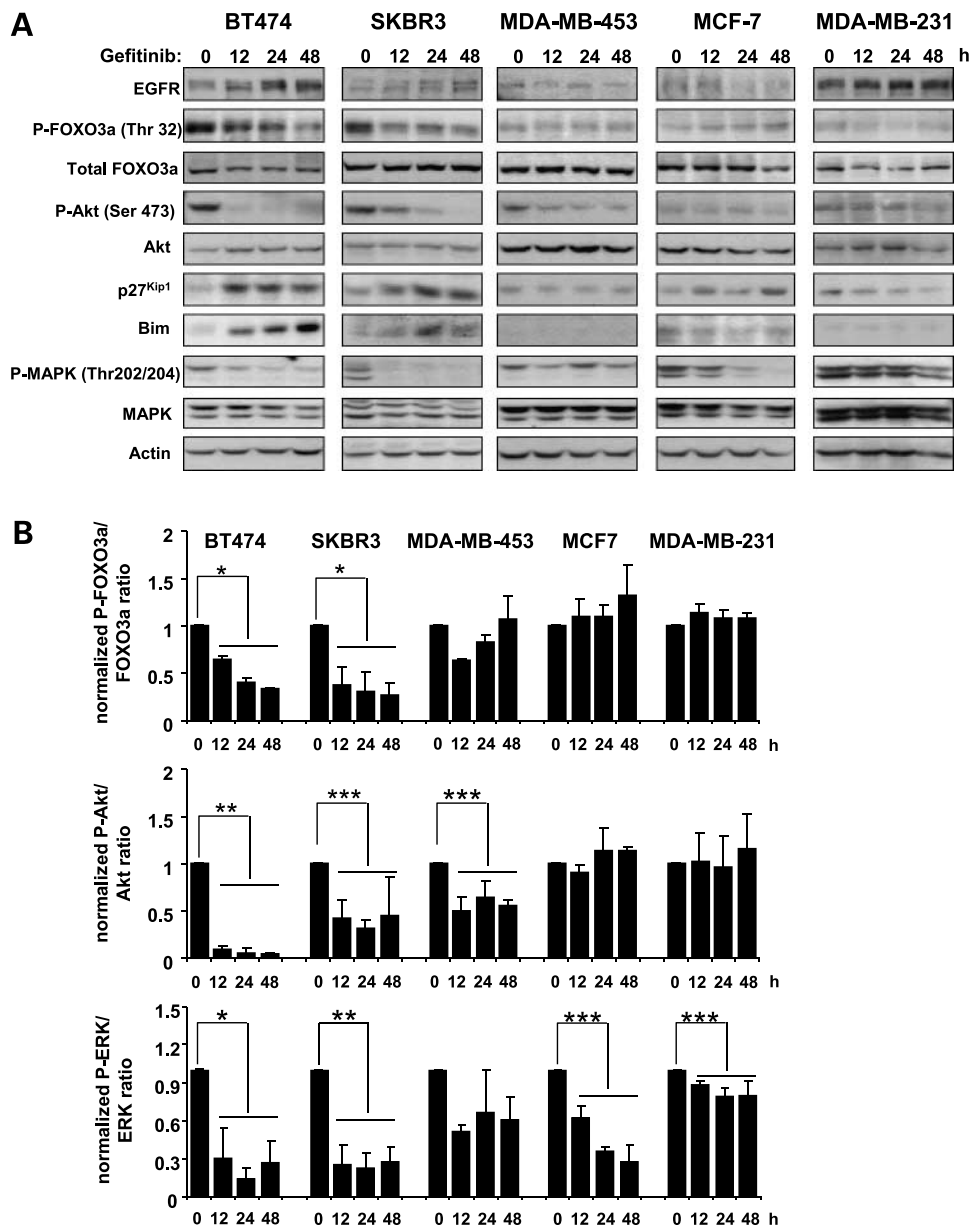 A
BT474 SKBR3 MDA-MB-453 MCF-7 MDA-MB-231
Gefitinib: 0 12 24 48 0 12 24 48 0 12 24 48 0 12 24 48 0 12 24 48 h
EGFR
P-FOXO3a (Thr 32)
Total FOXO3a
P-Akt (Ser 473)
Akt
p27Kip1
Bim
P-MAPK (Thr202/204)
MAPK
Actin
B
BT474 SKBR3 MDA-MB-453 MCF7 MDA-MB-231
normalized P-FOXO3a/
FOXO3a ratio
2
1.5
1
0.5
0
* *
0 12 24 48 0 12 24 48 0 12 24 48 0 12 24 48 0 12 24 48 h
normalized P-Akt/
Akt ratio
2
1.5
1
0.5
0
** *** ***
0 12 24 48 0 12 24 48 0 12 24 48 0 12 24 48 0 12 24 48 h
normalized P-ERK/
ERK ratio
1.5
1.2
0.9
0.6
0.3
0
* ** *** ***
0 12 24 48 0 12 24 48 0 12 24 48 0 12 24 48 0 12 24 48 h